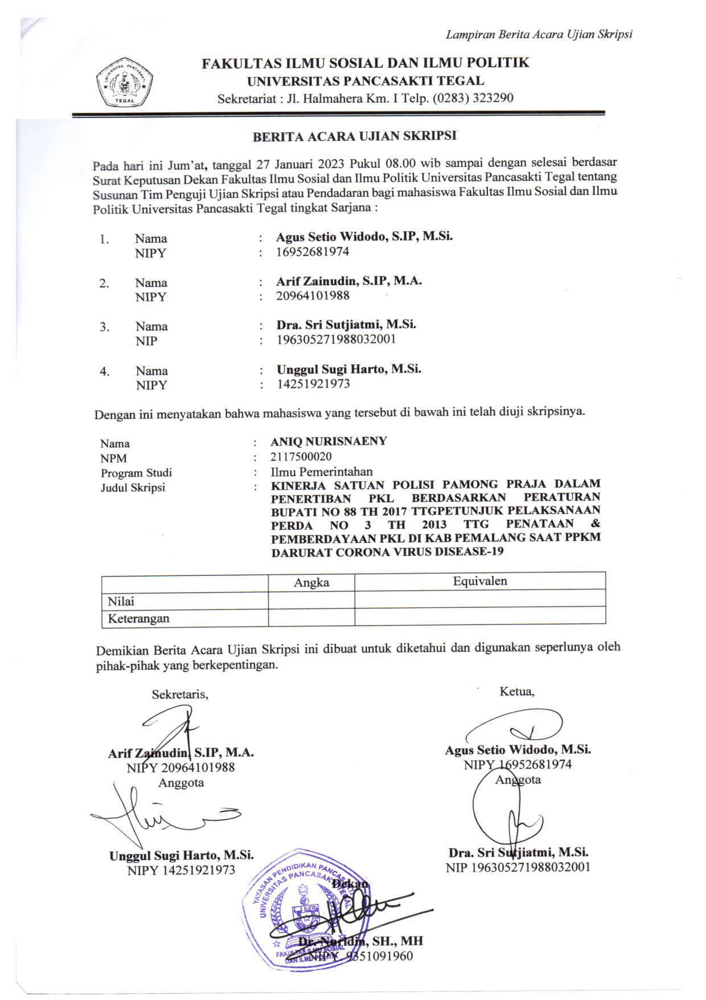 Lampiran Berita Acara Ujian Skripsi
UNIVERSITAS PANCASAKTI
TEGAL
FAKULTAS ILMU SOSIAL DAN ILMU POLITIK
UNIVERSITAS PANCASAKTI TEGAL
Sekretariat : Jl. Halmahera Km. I Telp. (0283) 323290
BERITA ACARA UJIAN SKRIPSI
Pada hari ini Jum'at, tanggal 27 Januari 2023 Pukul 08.00 wib sampai dengan selesai berdasar
Surat Keputusan Dekan Fakultas Ilmu Sosial dan Ilmu Politik Universitas Pancasakti Tegal tentang
Susunan Tim Penguji Ujian Skripsi atau Pendadaran bagi mahasiswa Fakultas Ilmu Sosial dan Ilmu
Politik Universitas Pancasakti Tegal tingkat Sarjana :
1. Nama : Agus Setio Widodo, S.IP, M.Si.
NIPY : 16952681974
2. Nama : Arif Zainudin, S.IP, M.A.
NIPY : 20964101988
3. Nama : Dra. Sri Sutjiatmi, M.Si.
NIP : 196305271988032001
4. Nama : Unggul Sugi Harto, M.Si.
NIPY : 14251921973
Dengan ini menyatakan bahwa mahasiswa yang tersebut di bawah ini telah diuji skripsinya.
Nama : ANIQ NURISNAENY
NPM : 2117500020
Program Studi : Ilmu Pemerintahan
Judul Skripsi : KINERJA SATUAN POLISI PAMONG PRAJA DALAM
PENERTIBAN PKL BERDASARKAN PERATURAN
BUPATI NO 88 TH 2017 TTGPETUNJUK PELAKSANAAN
PERDA NO 3 TH 2013 TTG PENATAAN &
PEMBERDAYAAN PKL DI KAB PEMALANG SAAT PPKM
DARURAT CORONA VIRUS DISEASE-19
Angka Equivalen
Nilai
Keterangan
Demikian Berita Acara Ujian Skripsi ini dibuat untuk diketahui dan digunakan seperlunya oleh
pihak-pihak yang berkepentingan.
Sekretaris, Ketua,
Arif Zainudin, S.IP, M.A. Agus Setio Widodo, M.Si.
NIPY 20964101988 NIPY 16952681974
Anggota Anggota
Unggul Sugi Harto, M.Si. Dra. Sri Sutjiatmi, M.Si.
NIPY 14251921973 NIP 196305271988032001
YAYASAN PENDIDIKAN PANCASAKTI
UNIVERSITAS PANCASAKTI TEGAL
Dekan
Dr. Nuridin, SH., MH
FAKULTAS ILMU SOSIAL
DAN ILMU POLITIK
NIPY. 9351091960